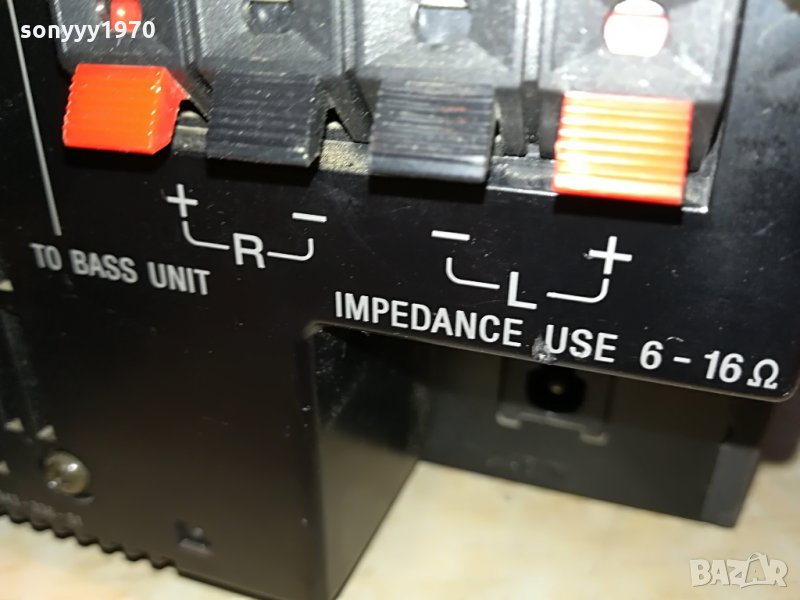 sonyyy1970
+ − − +
R L
TO BASS UNIT
IMPEDANCE USE 6 - 16Ω
BAZAR